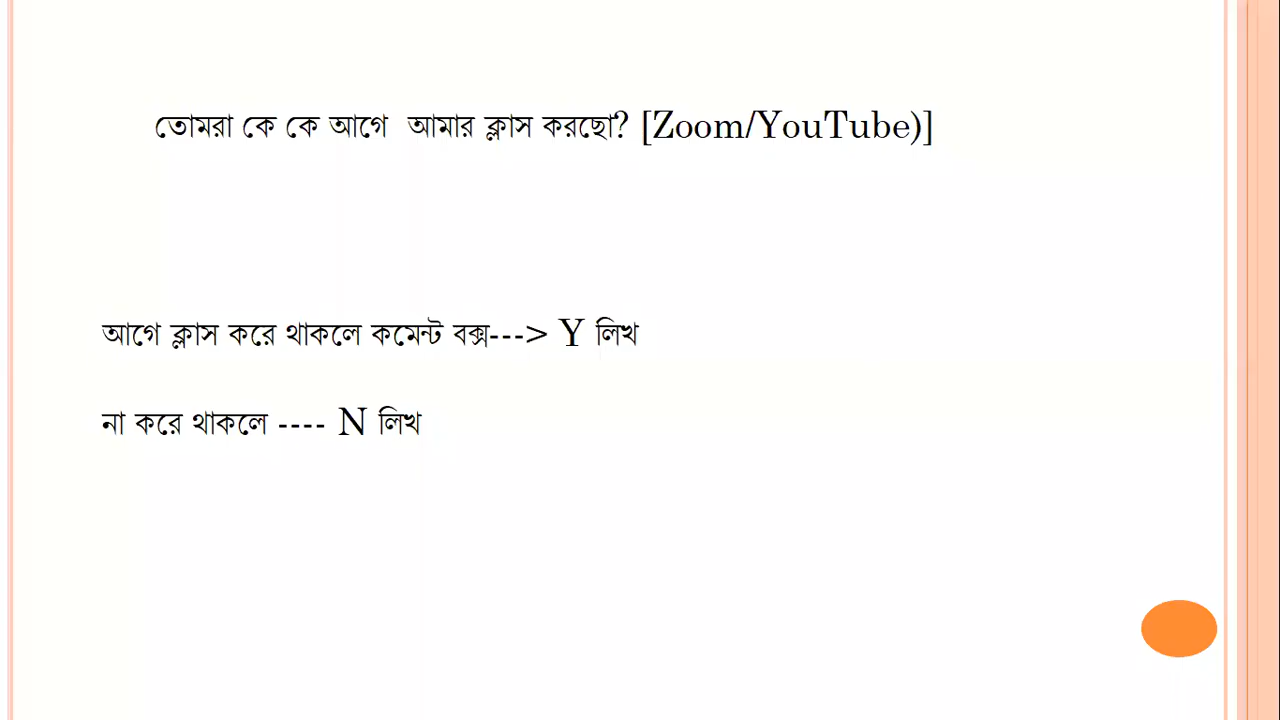 তোমরা কে কে আগে  আমার ক্লাস করছো? [Zoom/YouTube)]
আগে ক্লাস করে থাকলে কমেন্ট বক্স---> Y লিখ
না করে থাকলে ---- N লিখ